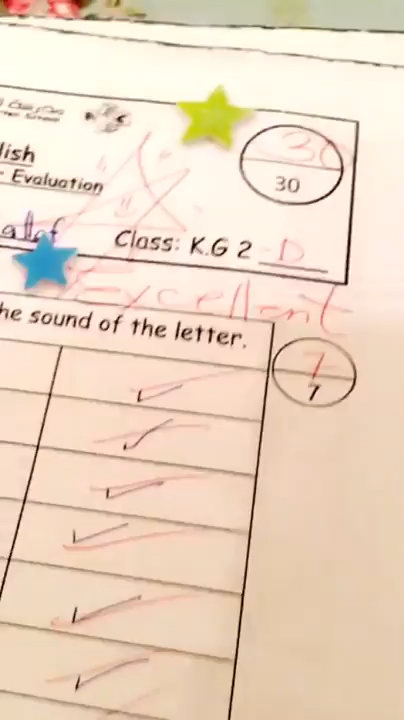 30
lish
30
Evaluation
Class: K.G 2 D
Excellent
he sound of the letter.
7
7